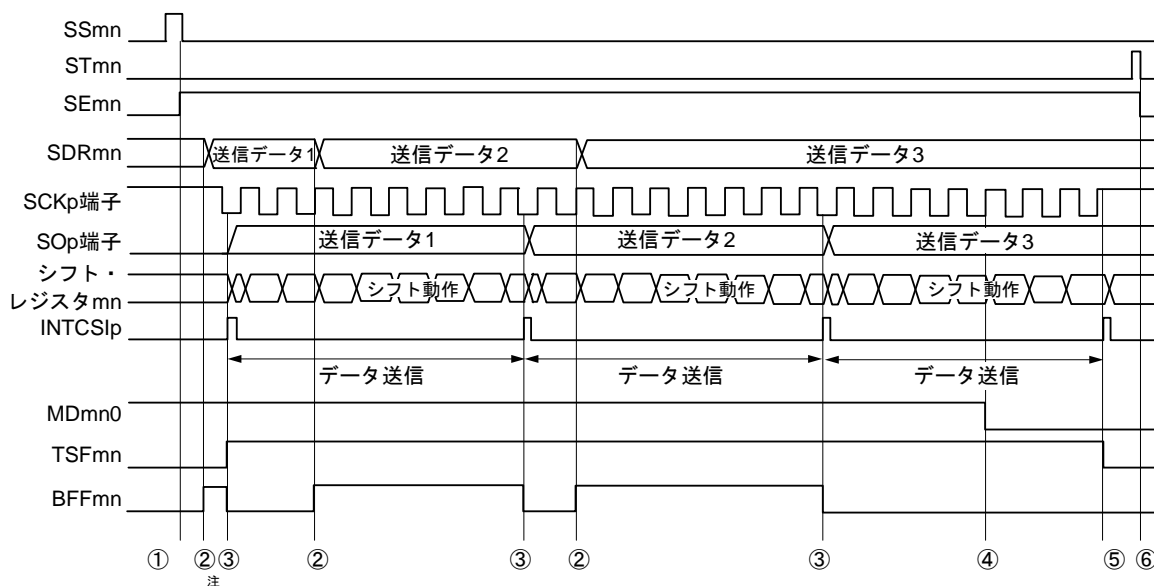 SSmn
STmn
SEmn
SDRmn
送信データ1
送信データ2
送信データ3
SCKp端子
SOp端子
送信データ1
送信データ2
送信データ3
シフト・
レジスタmn
シフト動作
シフト動作
シフト動作
INTCSIp
データ送信
データ送信
データ送信
MDmn0
TSFmn
BFFmn
① ② ③ ② ③ ② ③ ④ ⑤ ⑥
注